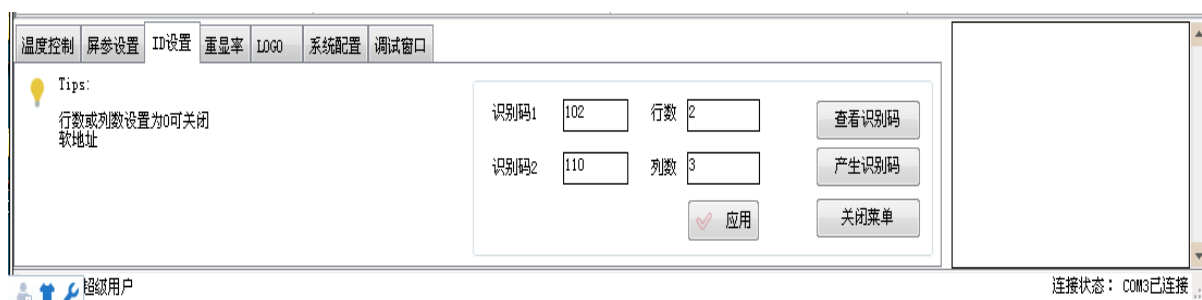 温度控制 屏参设置 ID设置 重显率 LOGO 系统配置 调试窗口
Tips:
行数或列数设置为0可关闭
软地址
识别码1 102 行数 2 查看识别码
识别码2 110 列数 3 产生识别码
应用 关闭菜单
超级用户 连接状态： COM3已连接